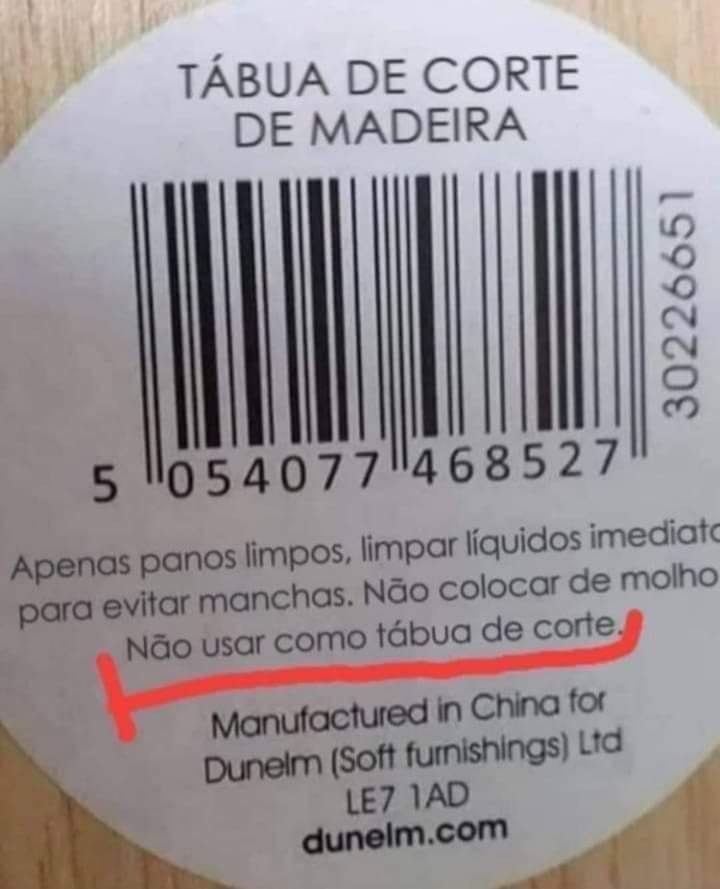 TÁBUA DE CORTE
DE MADEIRA
30226651
5 054077 468527
Apenas panos limpos, limpar líquidos
para evitar manchas. Não colocar de molho
Não usar como tábua de corte.
Manufactured in China for
Dunelm (Soft furnishings) Ltd
LE7 1AD
dunelm.com